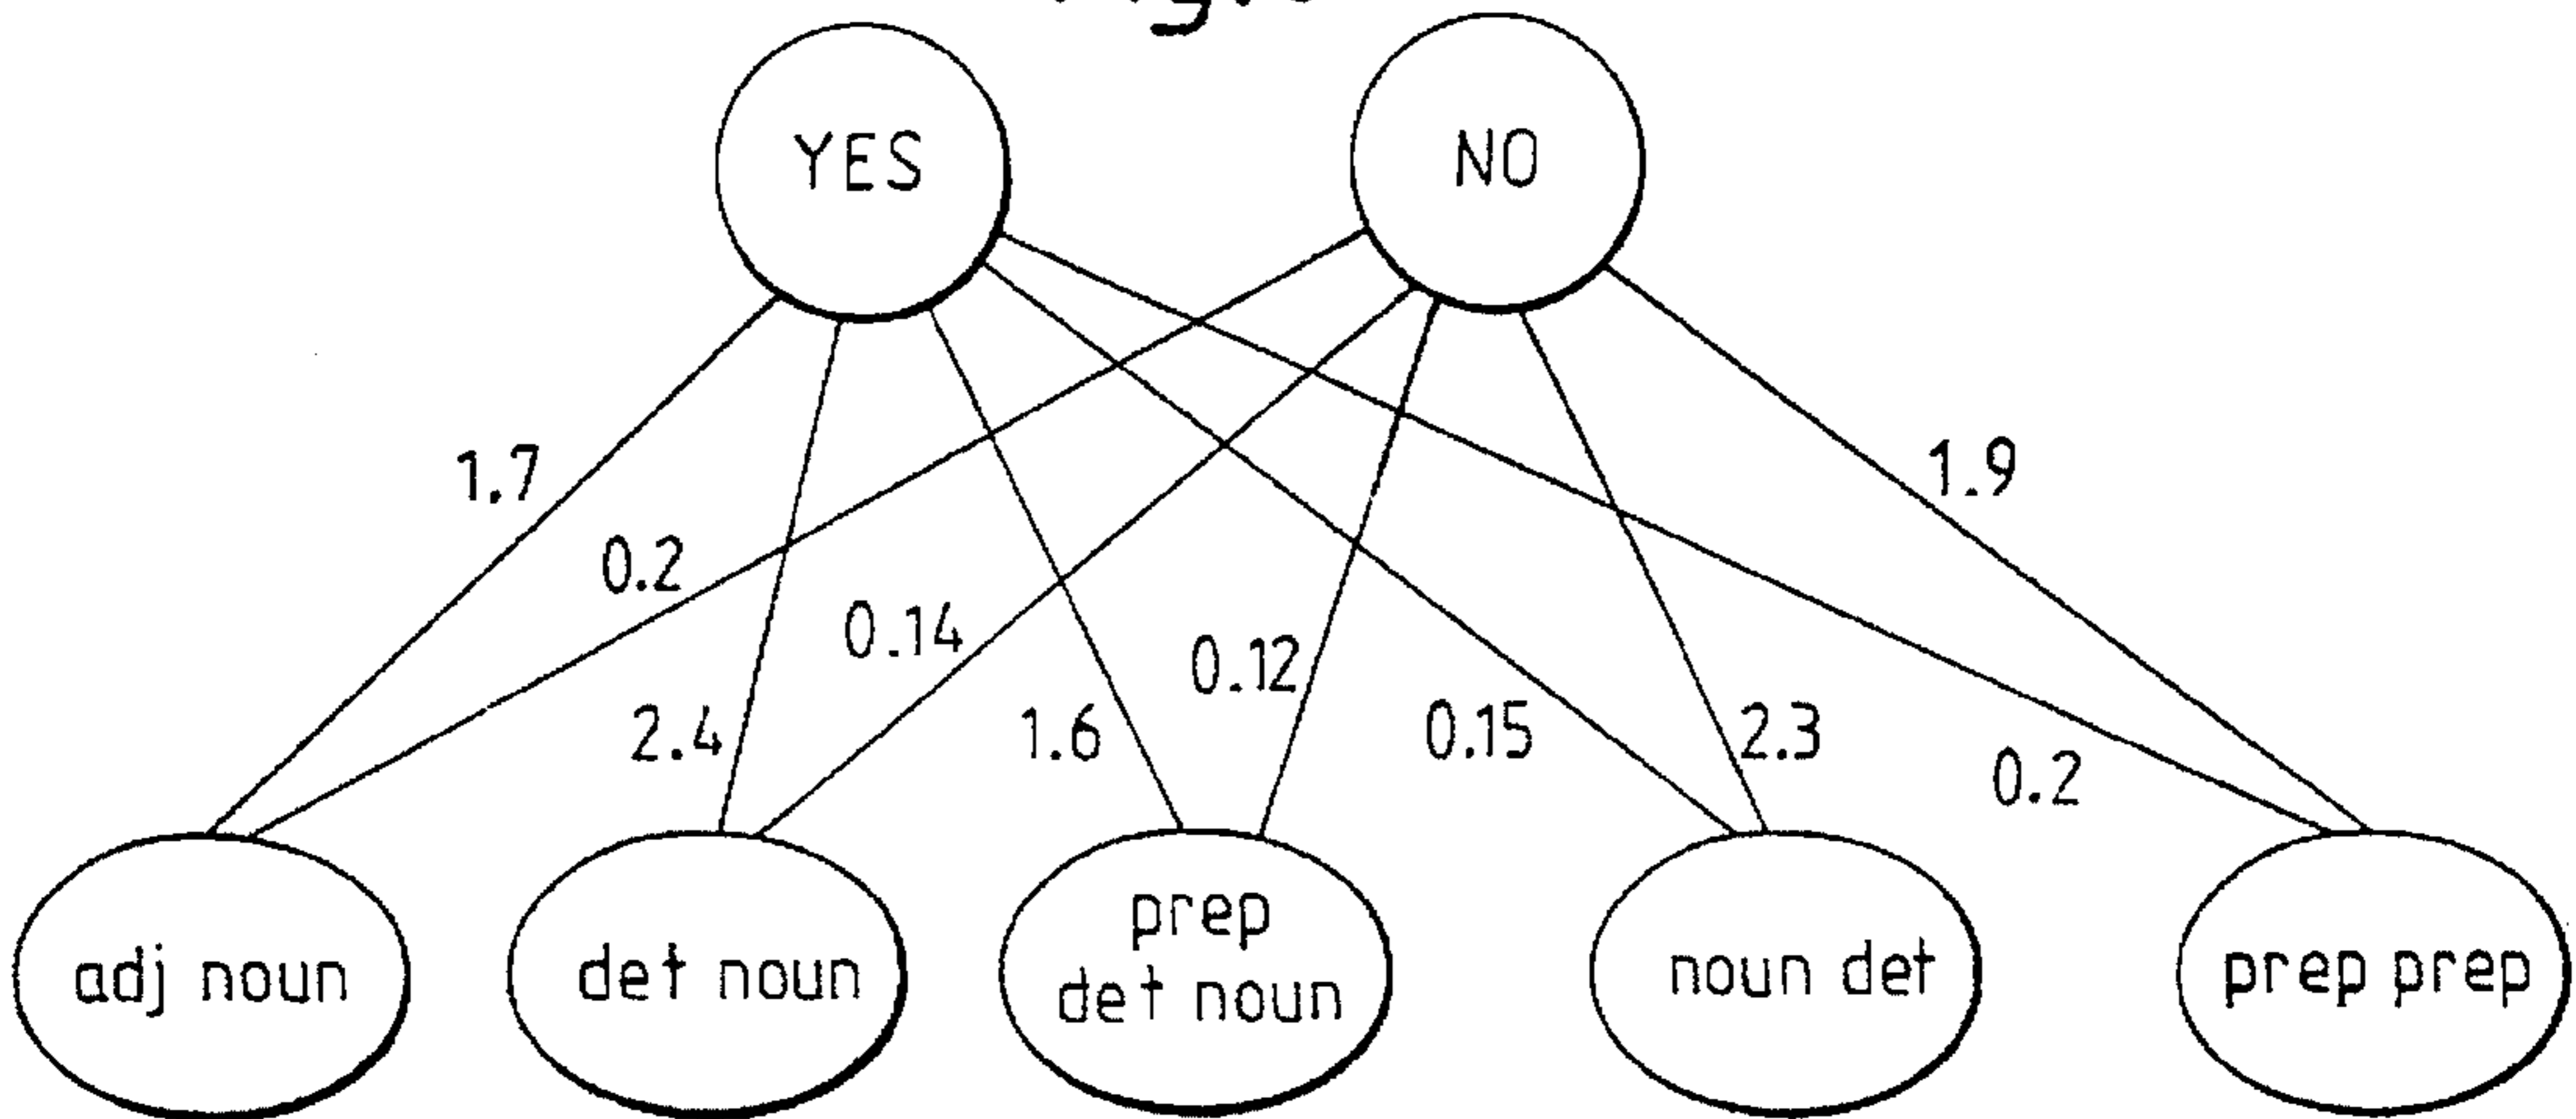 YES
NO
1.7
1.9
0.2
0.14
0.12
2.4
1.6
0.15
2.3
0.2
adj noun
det noun
prep
det noun
noun det
prep prep